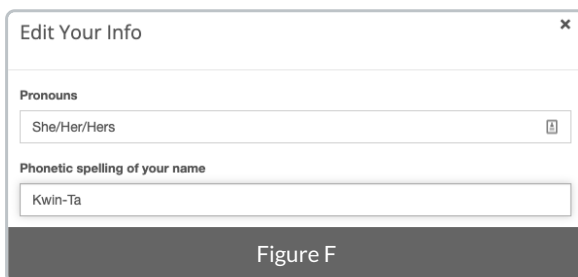 Edit Your Info
×
Pronouns
She/Her/Hers
Phonetic spelling of your name
Kwin-Ta
Figure F